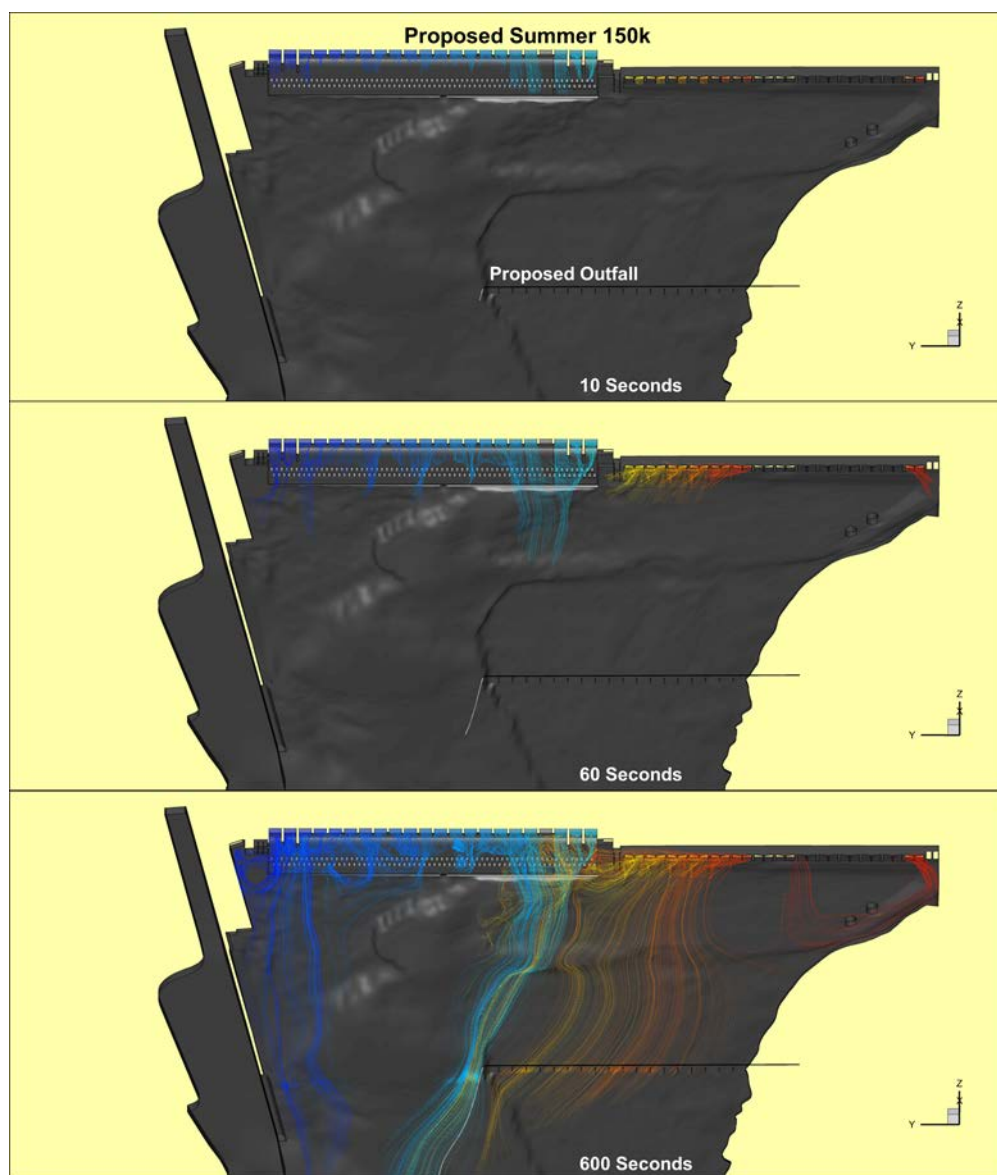 Proposed Summer 150k
Proposed Outfall
Z
X
Y
10 Seconds
Z
X
Y
60 Seconds
Z
X
Y
600 Seconds